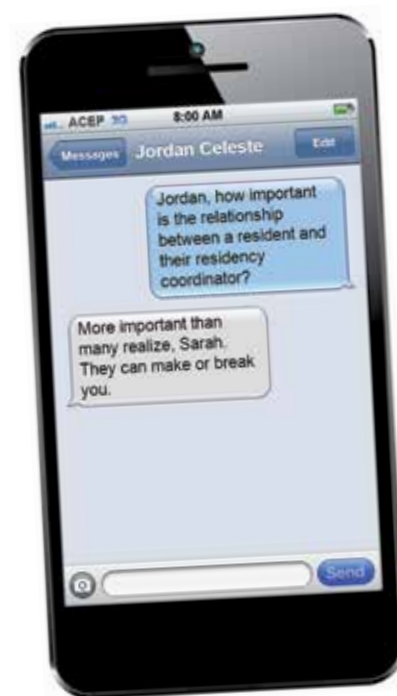 ACEP 3G 8:00 AM
Messages Jordan Celeste Edit
Jordan, how important
is the relationship
between a resident and
their residency
coordinator?
More important than
many realize, Sarah.
They can make or break
you.
Send